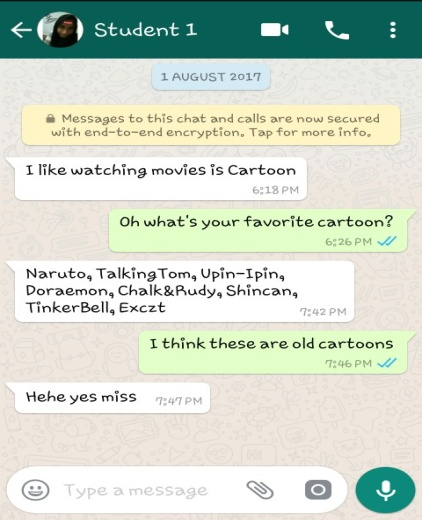 Student 1
1 AUGUST 2017
Messages to this chat and calls are now secured
with end-to-end encryption. Tap for more info.
I like watching movies is Cartoon
6:18 PM
Oh what's your favorite cartoon?
6:26 PM
Naruto, TalkingTom, Upin-Ipin,
Doraemon, Chalk&Rudy, Shincan,
TinkerBell, Exczt
7:42 PM
I think these are old cartoons
7:46 PM
Hehe yes miss 7:47 PM
Type a message